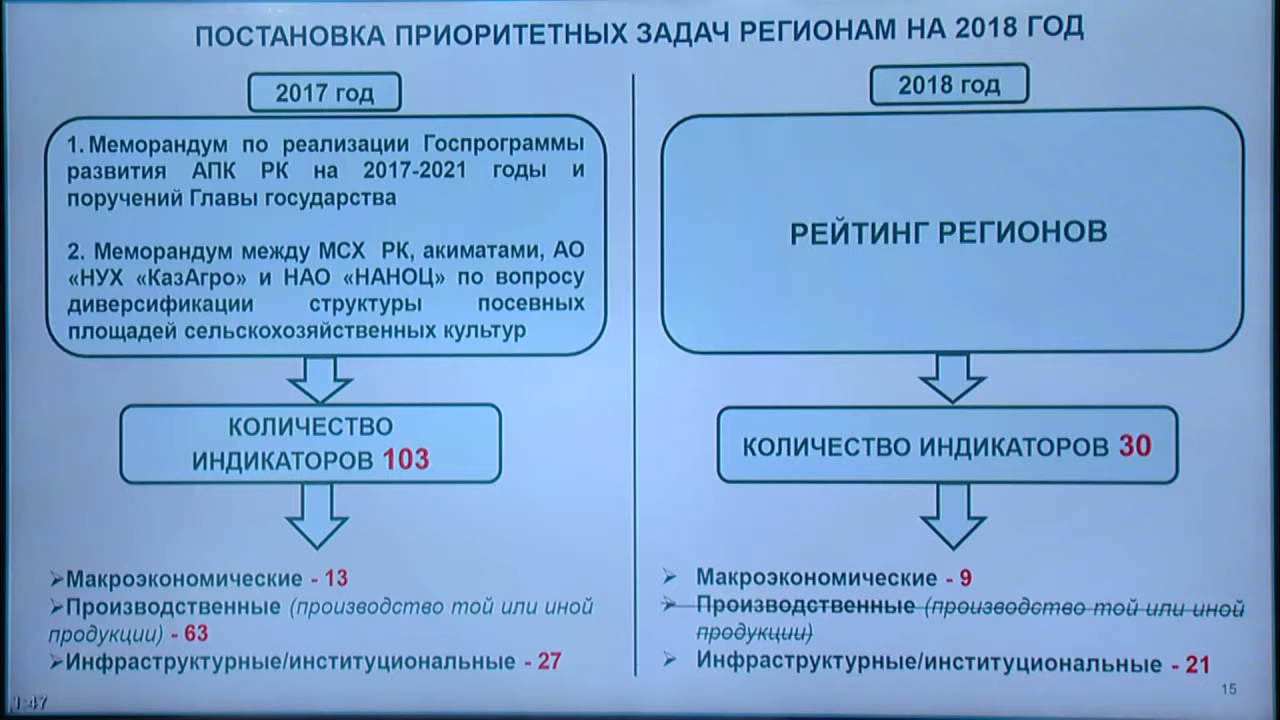 ПОСТАНОВКА ПРИОРИТЕТНЫХ ЗАДАЧ РЕГИОНАМ НА 2018 ГОД
2017 год
1. Меморандум по реализации Госпрограммы
развития АПК РК на 2017-2021 годы и
поручений Главы государства
2. Меморандум между МСХ РК, акиматами, АО
«НУХ «КазАгро» и НАО «НАНОЦ» по вопросу
диверсификации структуры посевных
площадей сельскохозяйственных культур
КОЛИЧЕСТВО
ИНДИКАТОРОВ 103
➢Макроэкономические - 13
➢Производственные (производство той или иной
продукции) - 63
➢Инфраструктурные/институциональные - 27
2018 год
РЕЙТИНГ РЕГИОНОВ
КОЛИЧЕСТВО ИНДИКАТОРОВ 30
➢ Макроэкономические - 9
➢ Производственные (производство той или иной
продукции)
➢ Инфраструктурные/институциональные - 21
15
1:47